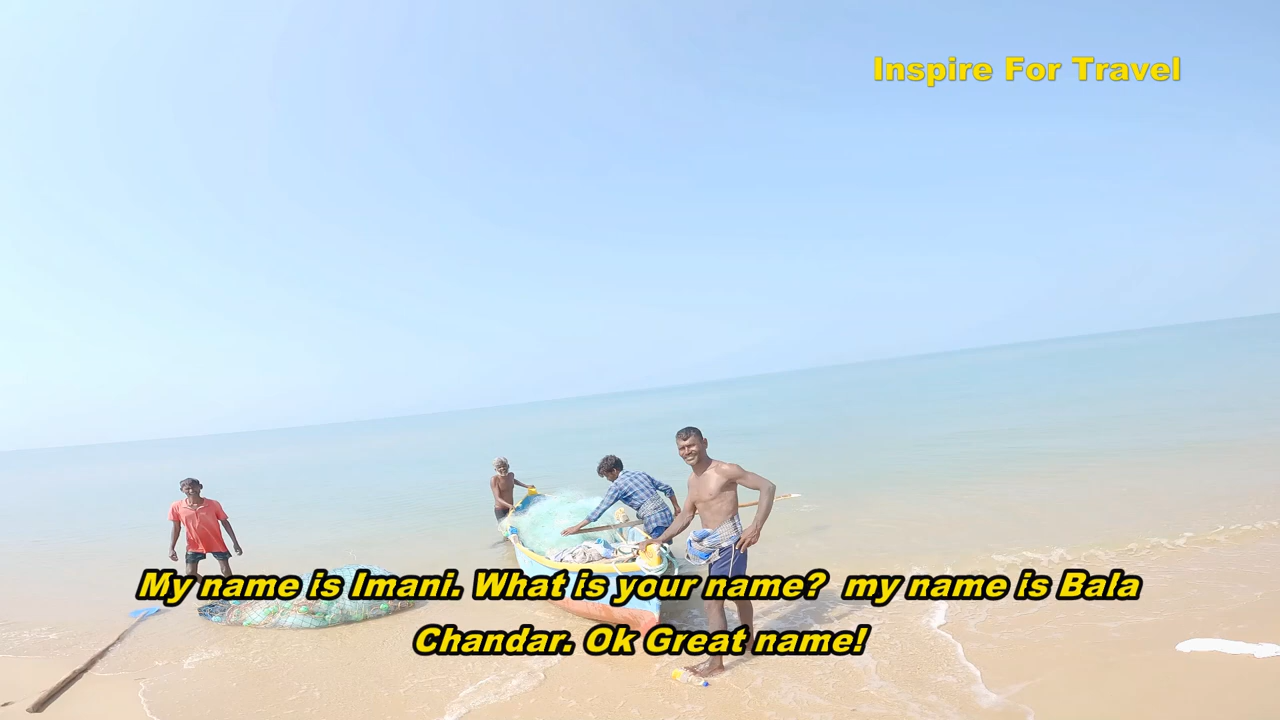 Inspire For Travel
My name is Imani. What is your name?  my name is Bala
Chandar. Ok Great name!